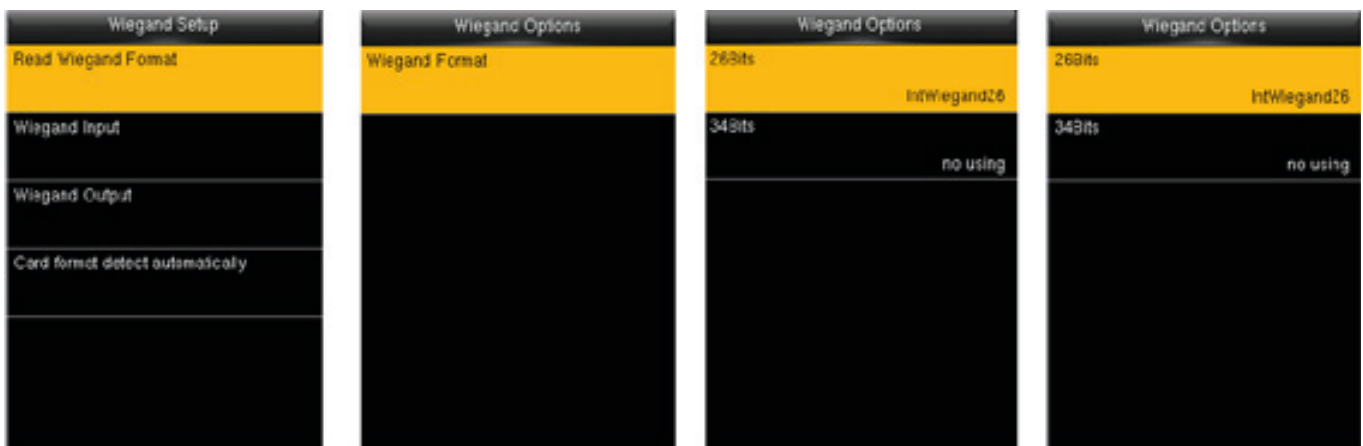 Wiegand Setup
Read Wiegand Format
Wiegand Input
Wiegand Output
Card format detect automatically
Wiegand Options
Wiegand Format
Wiegand Options
26Bits
IntWiegand26
34Bits
no using
Wiegand Options
26Bits
IntWiegand26
34Bits
no using